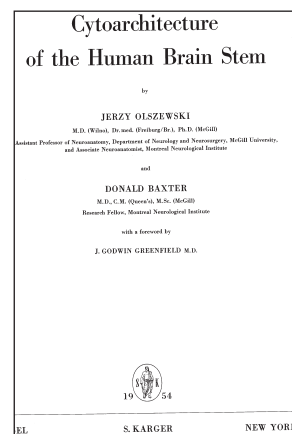 Cytoarchitecture
of the Human Brain Stem
by
JERZY OLSZEWSKI
M.D. (Wilno), Dr. med. (Freiburg/Br.), Ph.D. (McGill)
Assistant Professor of Neuroanatomy, Department of Neurology and Neurosurgery, McGill University,
and Associate Neuroanatomist, Montreal Neurological Institute
and
DONALD BAXTER
M.D., C.M. (Queen's), M.Sc. (McGill)
Research Fellow, Montreal Neurological Institute
with a foreword by
J. GODWIN GREENFIELD M.D.
S K
19 54
EL S. KARGER NEW YORK